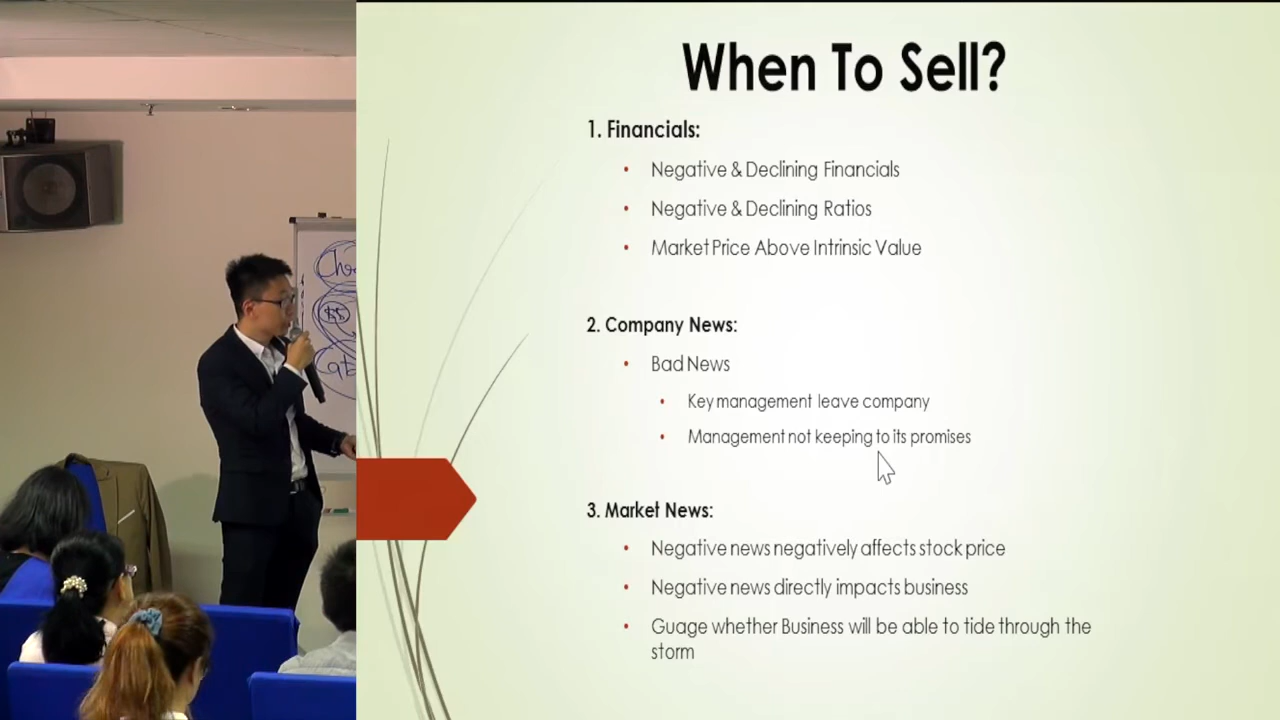 When To Sell?
1. Financials:
• Negative & Declining Financials
• Negative & Declining Ratios
• Market Price Above Intrinsic Value
2. Company News:
• Bad News
• Key management leave company
• Management not keeping to its promises
3. Market News:
• Negative news negatively affects stock price
• Negative news directly impacts business
• Guage whether Business will be able to tide through the
storm
$$